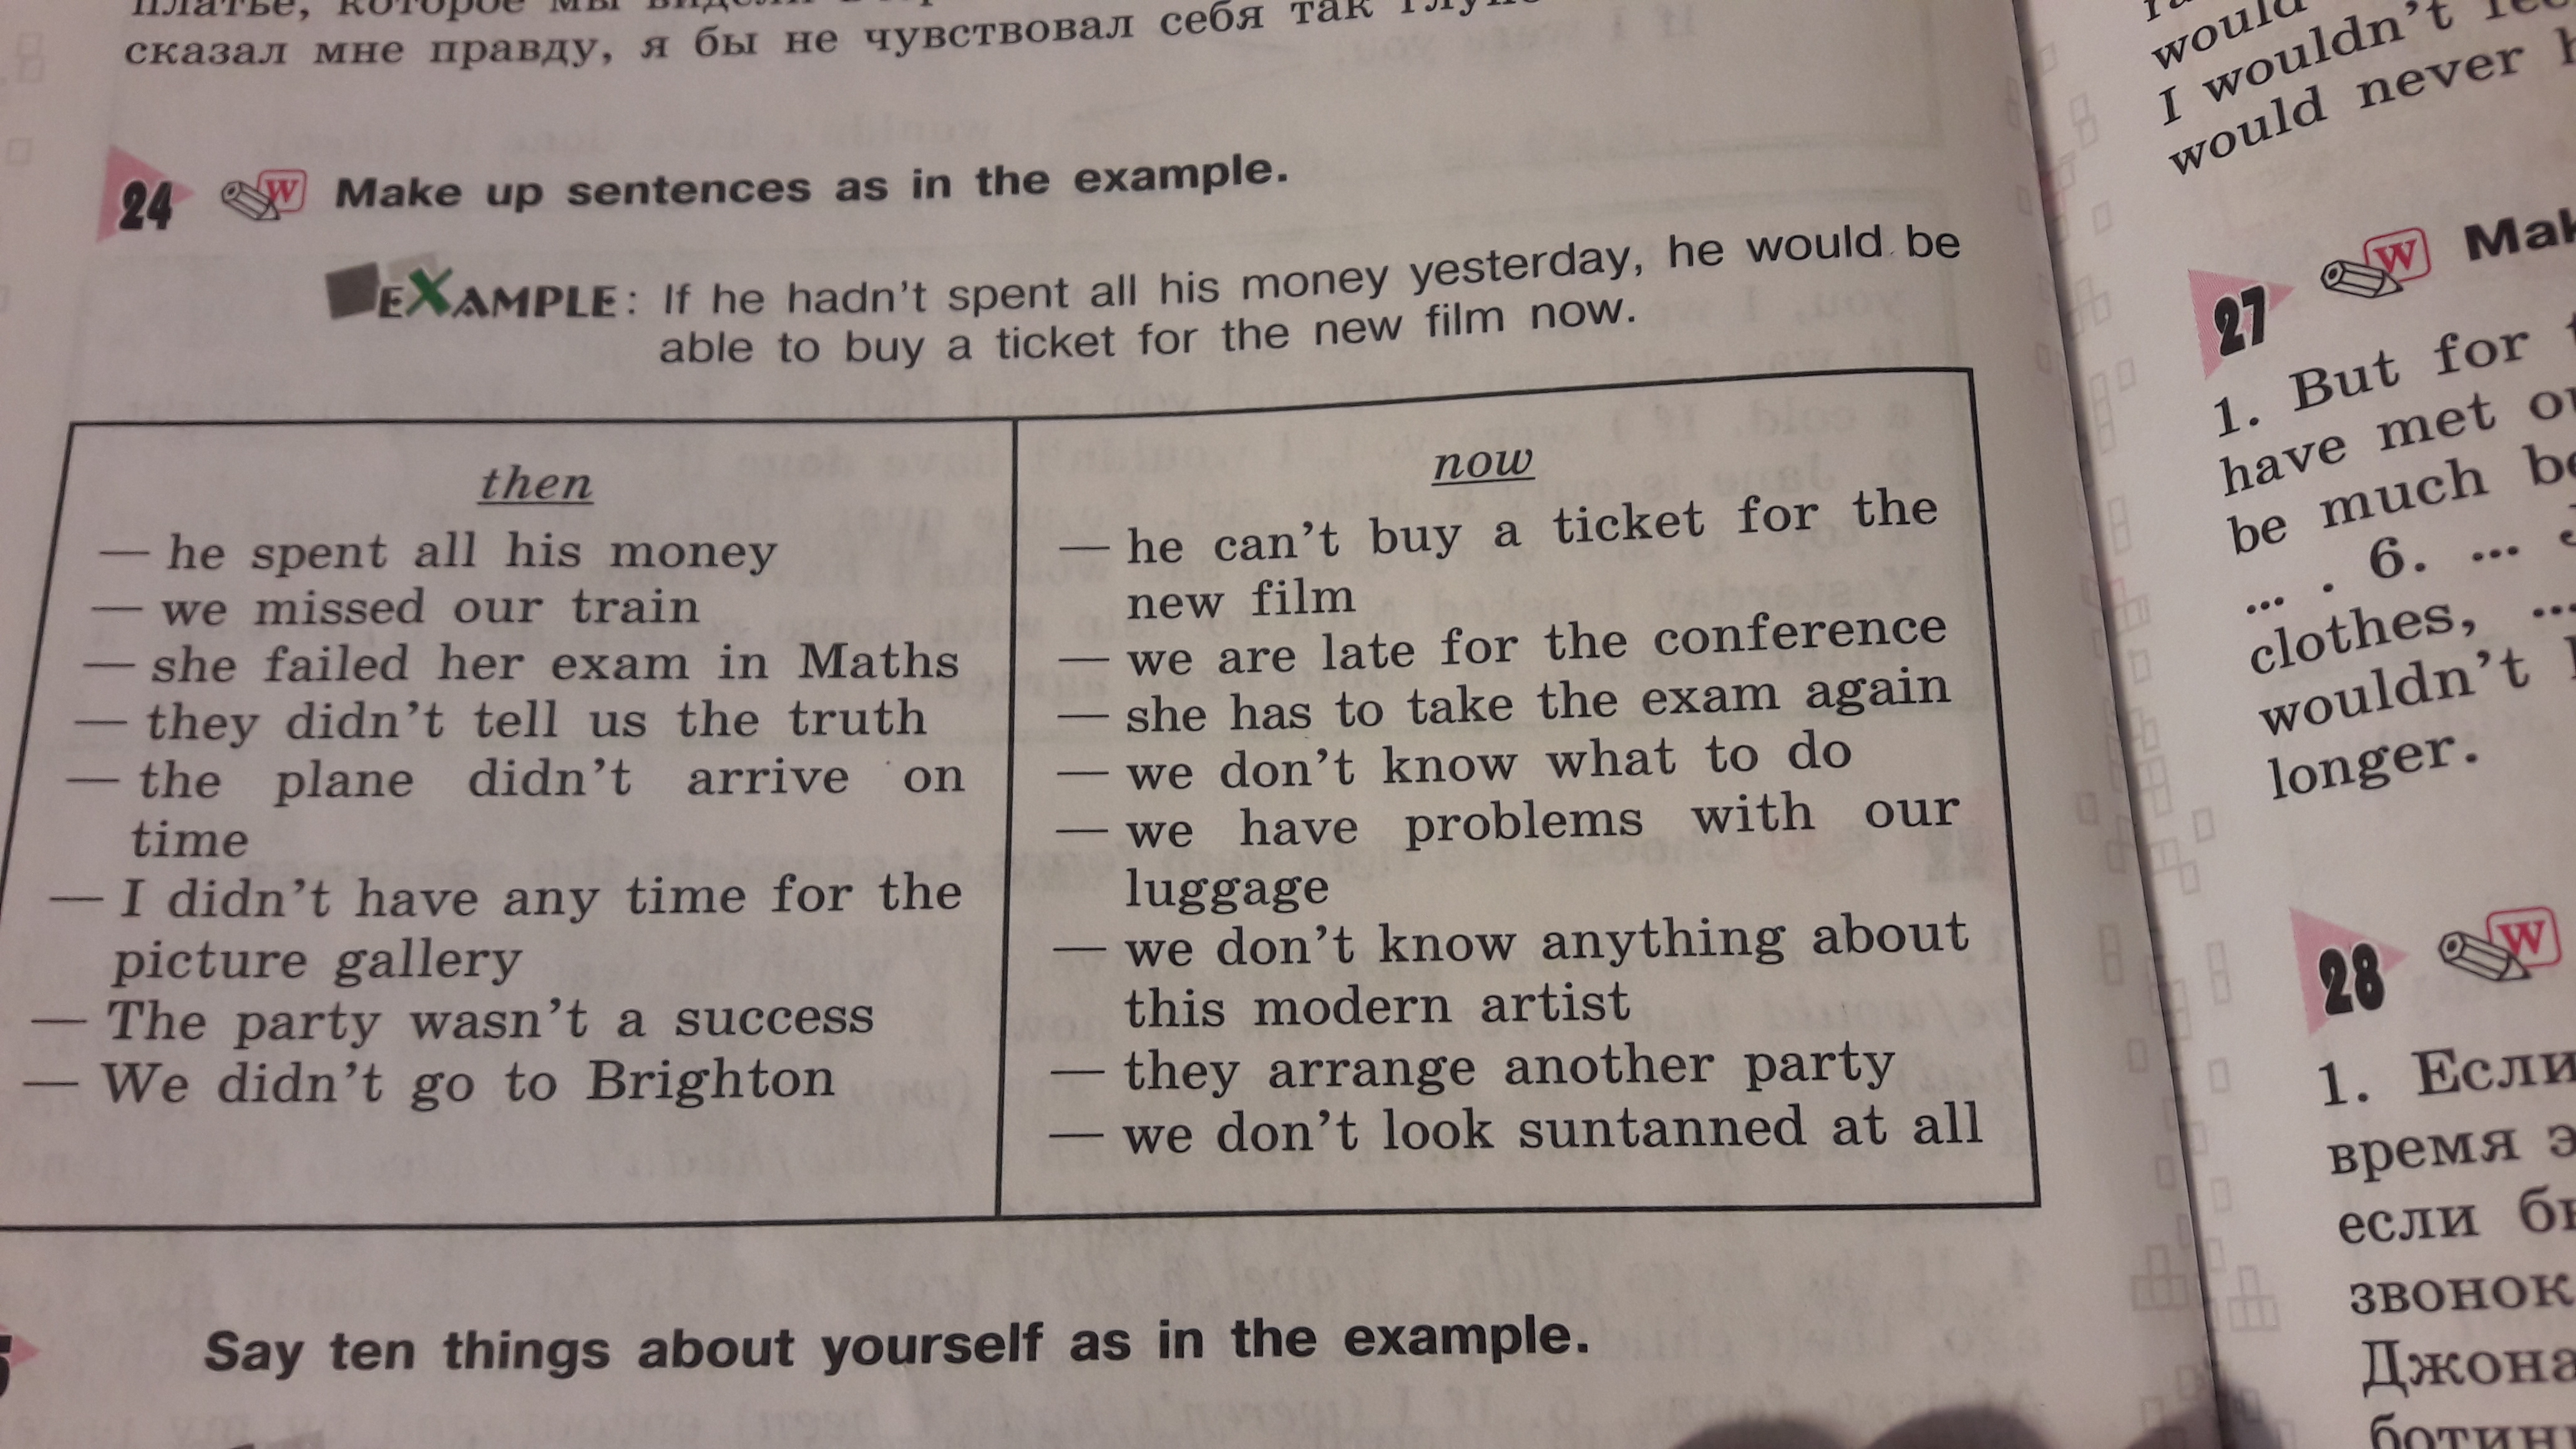 сказал мне правду, я бы не чувствовал себя так
24 W Make up sentences as in the example.
EXAMPLE: If he hadn't spent all his money yesterday, he would be
able to buy a ticket for the new film now.
then
— he spent all his money
— we missed our train
— she failed her exam in Maths
— they didn't tell us the truth
— the plane didn't arrive on
time
— I didn't have any time for the
picture gallery
— The party wasn't a success
— We didn't go to Brighton
now
— he can't buy a ticket for the
new film
— we are late for the conference
— she has to take the exam again
— we don't know what to do
— we have problems with our
luggage
— we don't know anything about
this modern artist
— they arrange another party
— we don't look suntanned at all
Say ten things about yourself as in the example.
would
I wouldn't
would never
27 W
1. But for
have met
be much
... . 6. ...
clothes, ...
wouldn't
longer.
28 W
1. Если
время
если
звонок